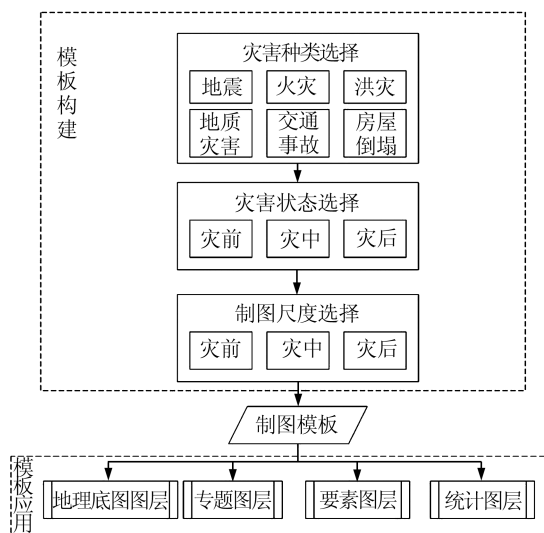 模板构建
灾害种类选择
地震
火灾
洪灾
地质
灾害
交通
事故
房屋
倒塌
灾害状态选择
灾前
灾中
灾后
制图尺度选择
灾前
灾中
灾后
制图模板
模板应用
地理底图图层
专题图层
要素图层
统计图层